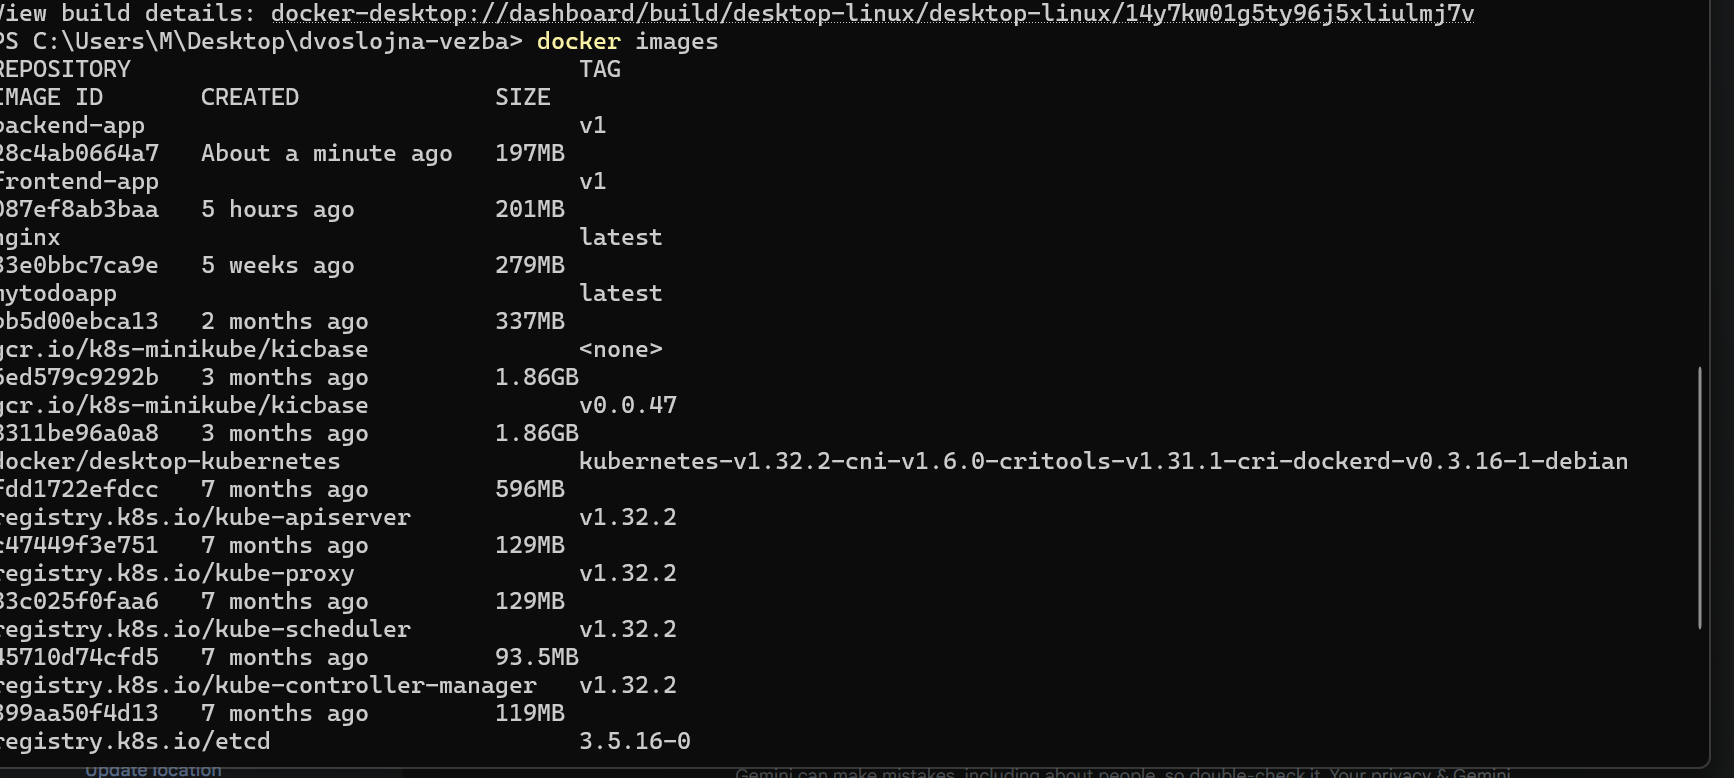 View build details: docker-desktop://dashboard/build/desktop-linux/desktop-linux/14y7kw01g5ty96j5xliulmj7v
PS C:\Users\M\Desktop\dvoslojna-vezba> docker images
REPOSITORY TAG
IMAGE ID CREATED SIZE
backend-app v1
28c4ab0664a7 About a minute ago 197MB
frontend-app v1
087ef8ab3baa 5 hours ago 201MB
nginx latest
33e0bbc7ca9e 5 weeks ago 279MB
mytodoapp latest
bb5d00ebca13 2 months ago 337MB
gcr.io/k8s-minikube/kicbase <none>
6ed579c9292b 3 months ago 1.86GB
gcr.io/k8s-minikube/kicbase v0.0.47
8311be96a0a8 3 months ago 1.86GB
docker/desktop-kubernetes kubernetes-v1.32.2-cni-v1.6.0-critools-v1.31.1-cri-dockerd-v0.3.16-1-debian
fdd1722efdcc 7 months ago 596MB
registry.k8s.io/kube-apiserver v1.32.2
c47449f3e751 7 months ago 129MB
registry.k8s.io/kube-proxy v1.32.2
83c025f0faa6 7 months ago 129MB
registry.k8s.io/kube-scheduler v1.32.2
45710d74cfd5 7 months ago 93.5MB
registry.k8s.io/kube-controller-manager v1.32.2
399aa50f4d13 7 months ago 119MB
registry.k8s.io/etcd 3.5.16-0
Update location
Gemini can make mistakes, including about people, so double-check it. Your privacy & Gemini